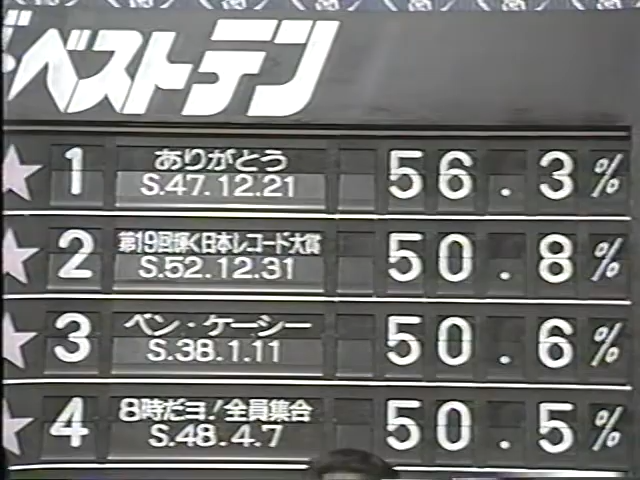 ベストテン
★ 1 ありがとう 56.3%
S.47.12.21
★ 2 第19回輝く日本レコード大賞 50.8%
S.52.12.31
★ 3 ベン・ケーシー 50.6%
S.38.1.11
★ 4 8時だヨ!全員集合 50.5%
S.48.4.7